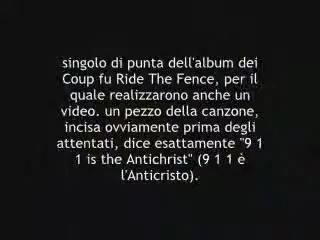 singolo di punta dell'album dei
Coup fu Ride The Fence, per il
quale realizzarono anche un
video. un pezzo della canzone,
incisa ovviamente prima degli
attentati, dice esattamente "9 1
1 is the Antichrist" (9 1 1 è
l'Anticristo).